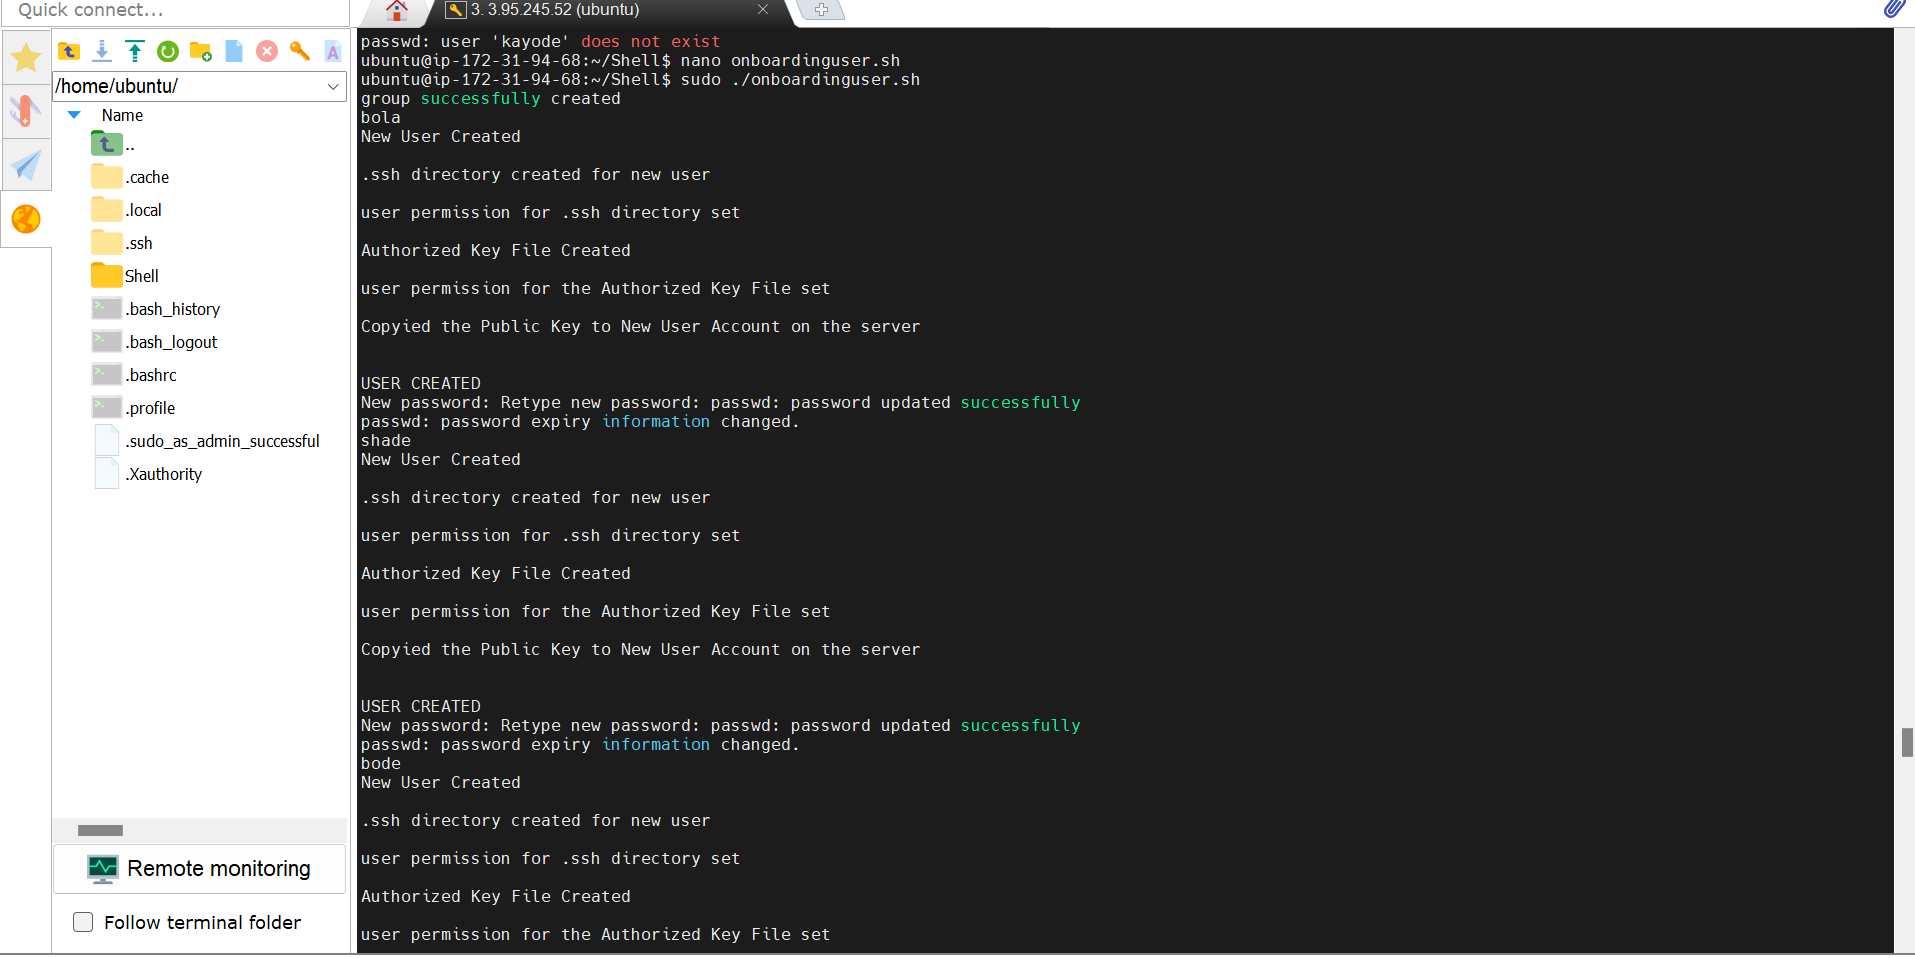 Quick connect...
3. 3.95.245.52 (ubuntu)
/home/ubuntu/
Name
..
.cache
.local
.ssh
Shell
.bash_history
.bash_logout
.bashrc
.profile
.sudo_as_admin_successful
.Xauthority
Remote monitoring
Follow terminal folder
passwd: user 'kayode' does not exist
ubuntu@ip-172-31-94-68:~/Shell$ nano onboardinguser.sh
ubuntu@ip-172-31-94-68:~/Shell$ sudo ./onboardinguser.sh
group successfully created
bola
New User Created
.ssh directory created for new user
user permission for .ssh directory set
Authorized Key File Created
user permission for the Authorized Key File set
Copyied the Public Key to New User Account on the server
USER CREATED
New password: Retype new password: passwd: password updated successfully
passwd: password expiry information changed.
shade
New User Created
.ssh directory created for new user
user permission for .ssh directory set
Authorized Key File Created
user permission for the Authorized Key File set
Copyied the Public Key to New User Account on the server
USER CREATED
New password: Retype new password: passwd: password updated successfully
passwd: password expiry information changed.
bode
New User Created
.ssh directory created for new user
user permission for .ssh directory set
Authorized Key File Created
user permission for the Authorized Key File set